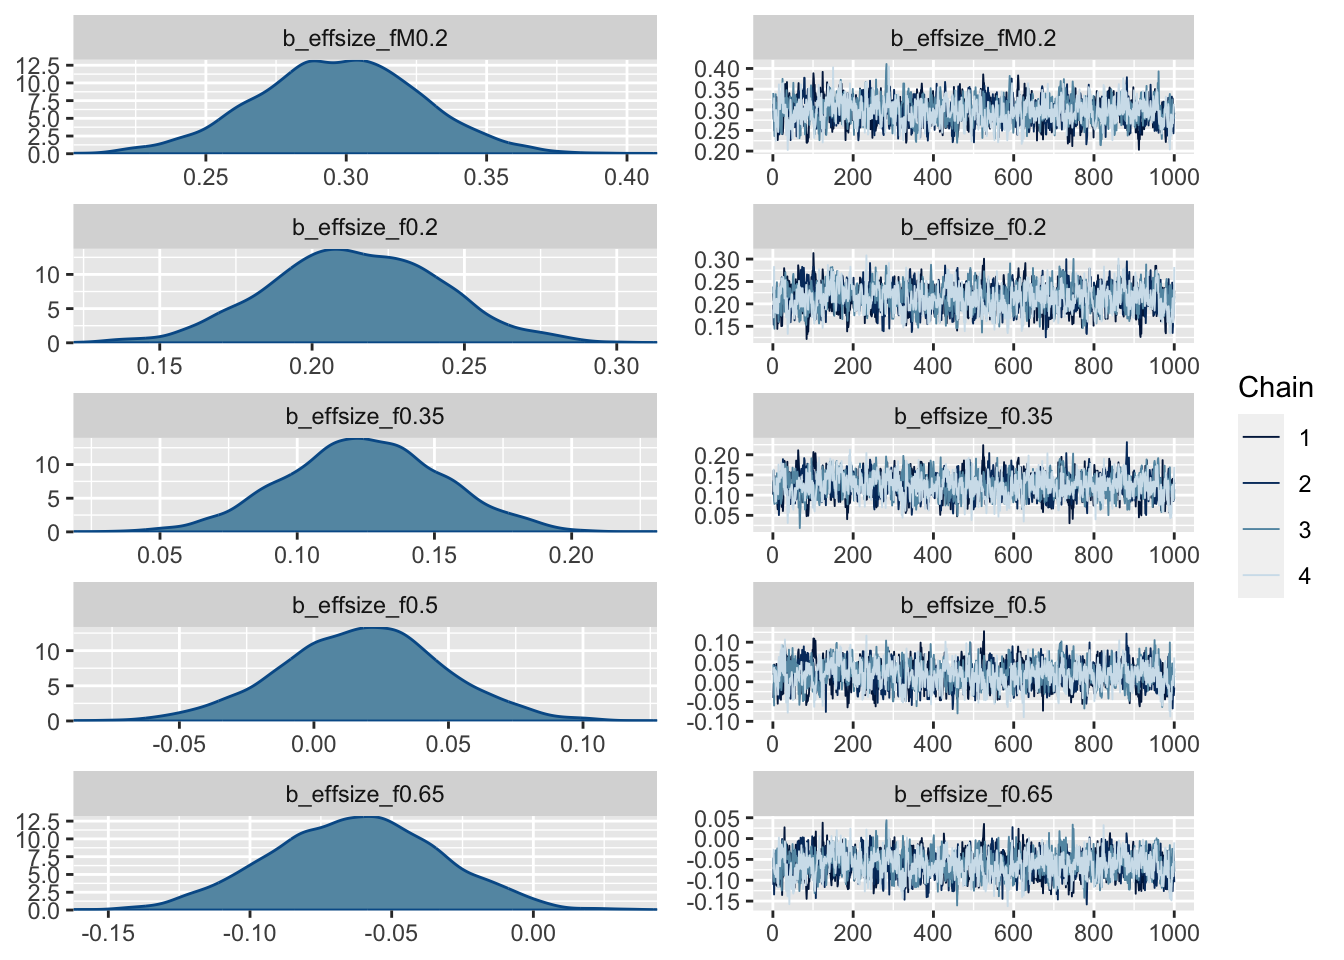 b_effsize_fM0.2
12.5
10.0
7.5
5.0
2.5
0.0
0.25 0.30 0.35 0.40
b_effsize_fM0.2
0.40
0.35
0.30
0.25
0.20
0 200 400 600 800 1000
b_effsize_f0.2
10
5
0
0.15 0.20 0.25 0.30
b_effsize_f0.2
0.30
0.25
0.20
0.15
0 200 400 600 800 1000
b_effsize_f0.35
10
5
0
0.05 0.10 0.15 0.20
b_effsize_f0.35
0.20
0.15
0.10
0.05
0 200 400 600 800 1000
b_effsize_f0.5
10
5
0
-0.05 0.00 0.05 0.10
b_effsize_f0.5
0.10
0.05
0.00
-0.05
-0.10
0 200 400 600 800 1000
b_effsize_f0.65
12.5
10.0
7.5
5.0
2.5
0.0
-0.15 -0.10 -0.05 0.00
b_effsize_f0.65
0.05
0.00
-0.05
-0.10
-0.15
0 200 400 600 800 1000
Chain
1
2
3
4